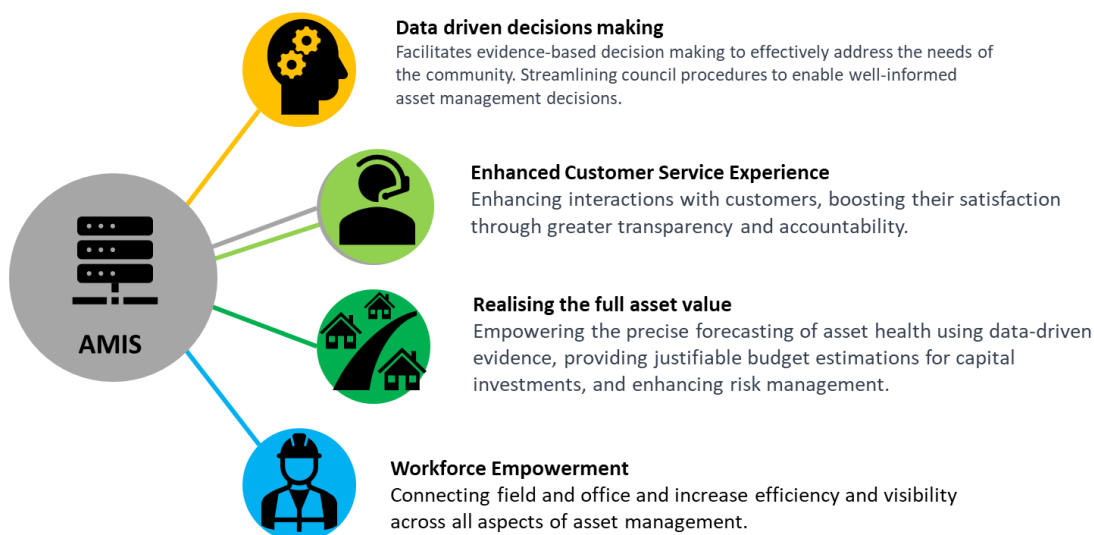 Data driven decisions making
Facilitates evidence-based decision making to effectively address the needs of
the community. Streamlining council procedures to enable well-informed
asset management decisions.
Enhanced Customer Service Experience
Enhancing interactions with customers, boosting their satisfaction
through greater transparency and accountability.
AMIS
Realising the full asset value
Empowering the precise forecasting of asset health using data-driven
evidence, providing justifiable budget estimations for capital
investments, and enhancing risk management.
Workforce Empowerment
Connecting field and office and increase efficiency and visibility
across all aspects of asset management.